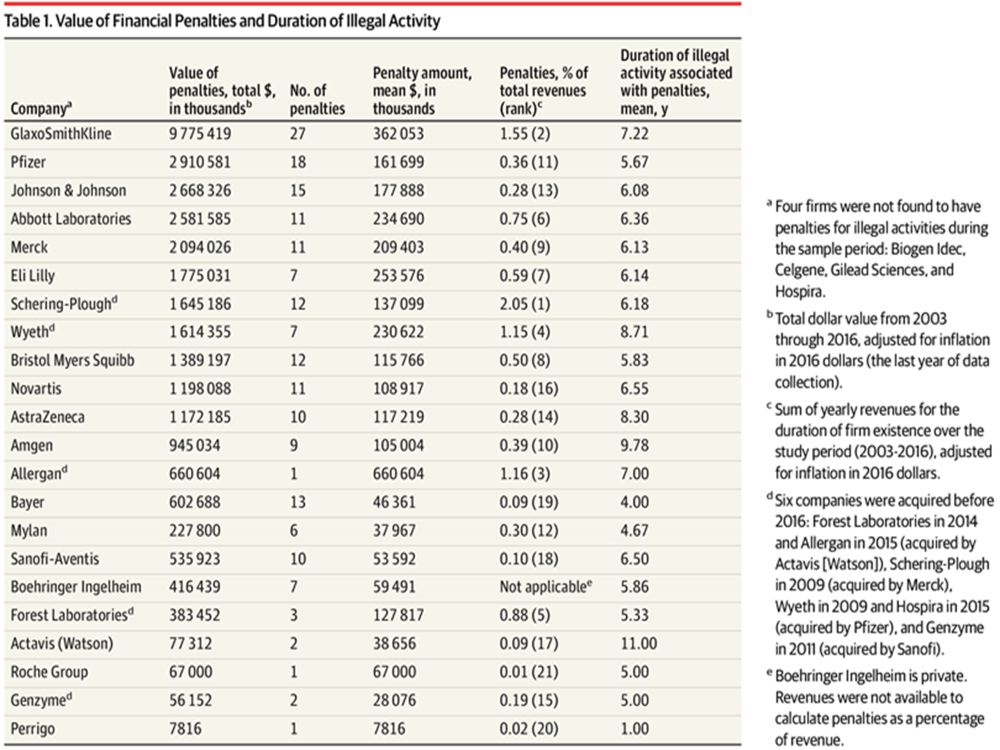 Table 1. Value of Financial Penalties and Duration of Illegal Activity
Companyᵃ | Value of penalties, total $, in thousandsᵇ | No. of penalties | Penalty amount, mean $, in thousands | Penalties, % of total revenues (rank)ᶜ | Duration of illegal activity associated with penalties, mean, y
GlaxoSmithKline 9 775 419 27 362 053 1.55 (2) 7.22
Pfizer 2 910 581 18 161 699 0.36 (11) 5.67
Johnson & Johnson 2 668 326 15 177 888 0.28 (13) 6.08
Abbott Laboratories 2 581 585 11 234 690 0.75 (6) 6.36
Merck 2 094 026 11 209 403 0.40 (9) 6.13
Eli Lilly 1 775 031 7 253 576 0.59 (7) 6.14
Schering-Ploughᵈ 1 645 186 12 137 099 2.05 (1) 6.18
Wyethᵈ 1 614 355 7 230 622 1.15 (4) 8.71
Bristol Myers Squibb 1 389 197 12 115 766 0.50 (8) 5.83
Novartis 1 198 088 11 108 917 0.18 (16) 6.55
AstraZeneca 1 172 185 10 117 219 0.28 (14) 8.30
Amgen 945 034 9 105 004 0.39 (10) 9.78
Allerganᵈ 660 604 1 660 604 1.16 (3) 7.00
Bayer 602 688 13 46 361 0.09 (19) 4.00
Mylan 227 800 6 37 967 0.30 (12) 4.67
Sanofi-Aventis 535 923 10 53 592 0.10 (18) 6.50
Boehringer Ingelheim 416 439 7 59 491 Not applicableᵉ 5.86
Forest Laboratoriesᵈ 383 452 3 127 817 0.88 (5) 5.33
Actavis (Watson) 77 312 2 38 656 0.09 (17) 11.00
Roche Group 67 000 1 67 000 0.01 (21) 5.00
Genzymeᵈ 56 152 2 28 076 0.19 (15) 5.00
Perrigo 7816 1 7816 0.02 (20) 1.00
ᵃ Four firms were not found to have
penalties for illegal activities during
the sample period: Biogen Idec,
Celgene, Gilead Sciences, and
Hospira.
ᵇ Total dollar value from 2003
through 2016, adjusted for inflation
in 2016 dollars (the last year of data
collection).
ᶜ Sum of yearly revenues for the
duration of firm existence over the
study period (2003-2016), adjusted
for inflation in 2016 dollars.
ᵈ Six companies were acquired before
2016: Forest Laboratories in 2014
and Allergan in 2015 (acquired by
Actavis [Watson]), Schering-Plough
in 2009 (acquired by Merck),
Wyeth in 2009 and Hospira in 2015
(acquired by Pfizer), and Genzyme
in 2011 (acquired by Sanofi).
ᵉ Boehringer Ingelheim is private.
Revenues were not available to
calculate penalties as a percentage
of revenue.